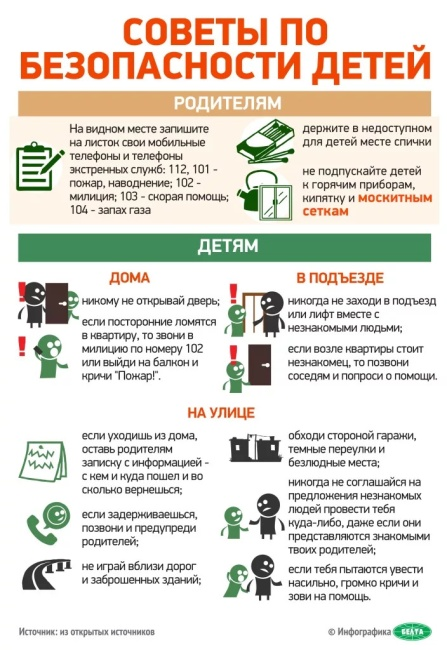 СОВЕТЫ ПО
БЕЗОПАСНОСТИ ДЕТЕЙ
РОДИТЕЛЯМ
На видном месте запишите
на листок свои мобильные
телефоны и телефоны
экстренных служб: 112, 101 -
пожар, наводнение; 102 -
милиция; 103 - скорая помощь;
104 - запах газа
держите в недоступном
для детей месте спички
не подпускайте детей
к горячим приборам,
кипятку и москитным
сеткам
ДЕТЯМ
ДОМА
никому не открывай дверь;
если посторонние ломятся
в квартиру, то звони в
милицию по номеру 102
или выйди на балкон и
кричи "Пожар!".
В ПОДЪЕЗДЕ
никогда не заходи в подъезд
или лифт вместе с
незнакомыми людьми;
если возле квартиры стоит
незнакомец, то позвони
соседям и попроси о помощи.
НА УЛИЦЕ
если уходишь из дома,
оставь родителям
записку с информацией -
с кем и куда пошел и во
сколько вернешься;
если задерживаешься,
позвони и предупреди
родителей;
не играй вблизи дорог
и заброшенных зданий;
обходи стороной гаражи,
темные переулки и
безлюдные места;
никогда не соглашайся на
предложения незнакомых
людей провести тебя
куда-либо, даже если они
представляются знакомыми
твоих родителей;
если тебя пытаются увести
насильно, громко кричи и
зови на помощь.
Источник: из открытых источников
© Инфографика БЕЛТА